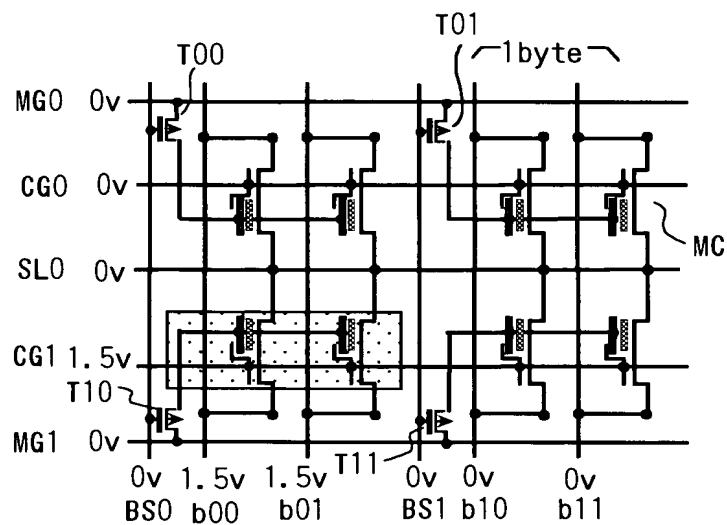 T00
T01
1byte
MG0 0v
CG0 0v
MC
SL0 0v
CG1 1.5v
T10
T11
MG1 0v
0v 1.5v 1.5v 0v 0v 0v
BS0 b00 b01 BS1 b10 b11